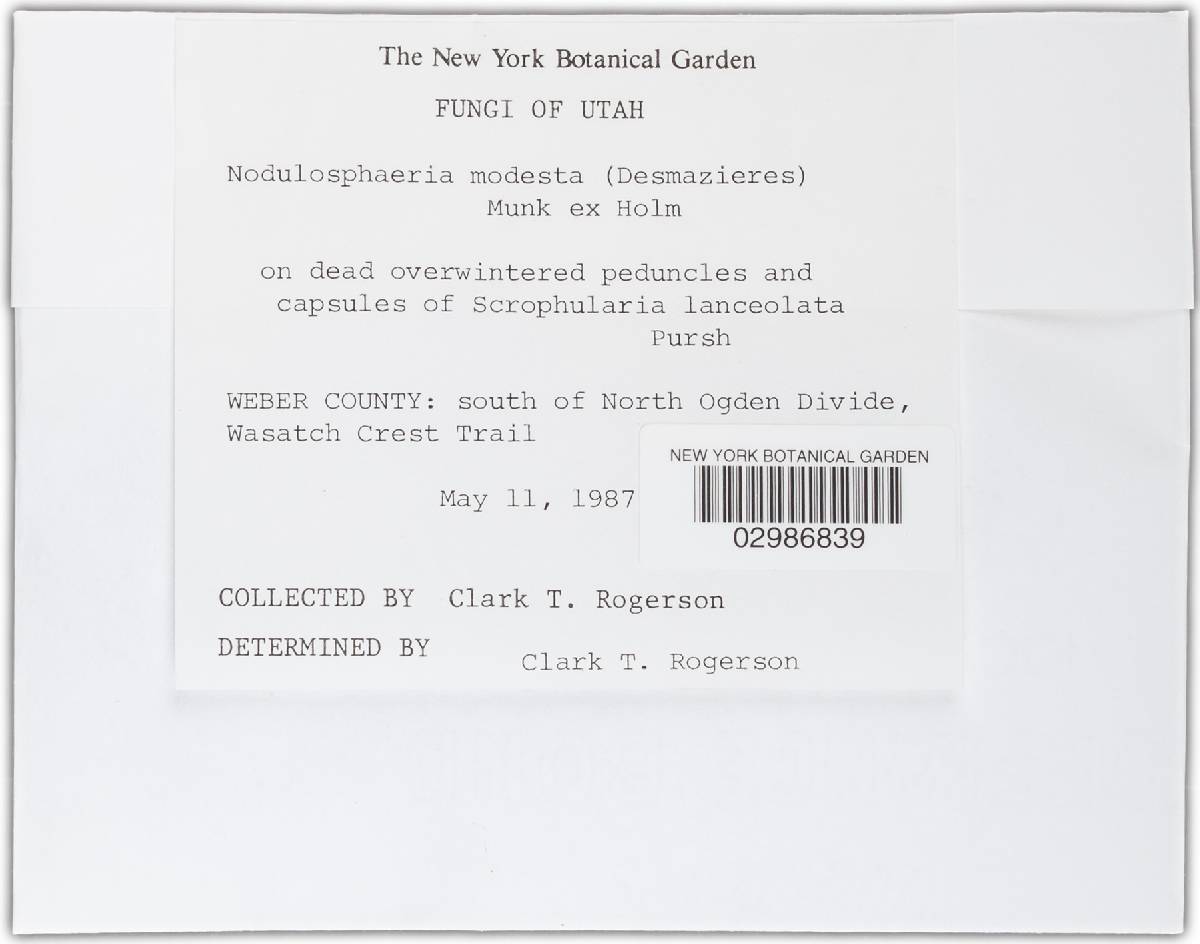 The New York Botanical Garden
FUNGI OF UTAH
Nodulosphaeria modesta (Desmazieres)
Munk ex Holm
on dead overwintered peduncles and
capsules of Scrophularia lanceolata
Pursh
WEBER COUNTY: south of North Ogden Divide,
Wasatch Crest Trail
May 11, 1987
NEW YORK BOTANICAL GARDEN
02986839
COLLECTED BY Clark T. Rogerson
DETERMINED BY Clark T. Rogerson